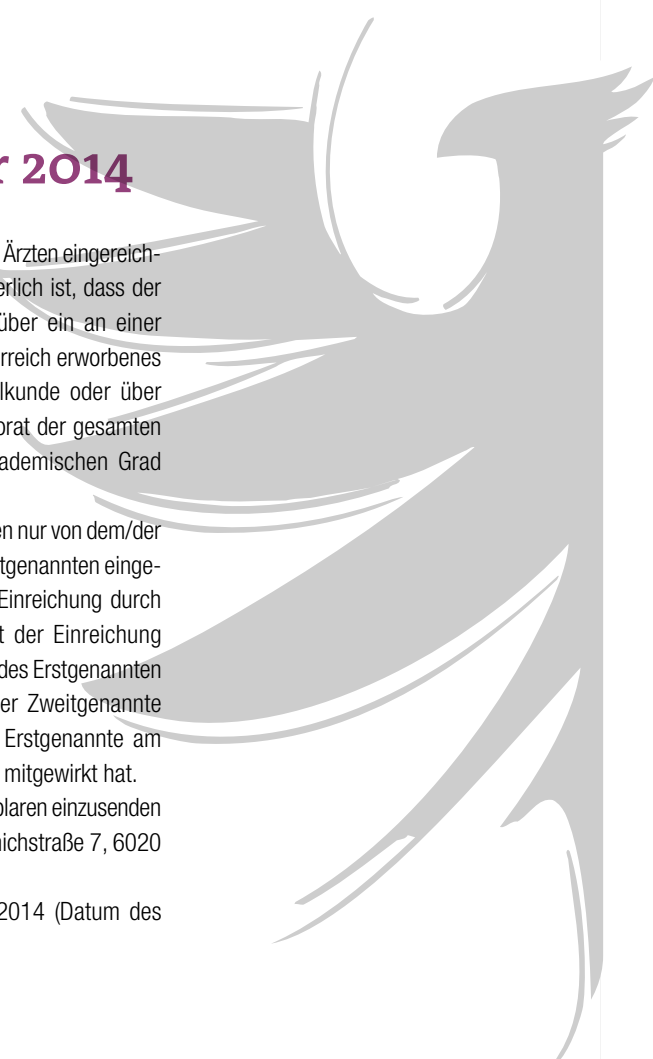 r 2014
Ärzten eingereich-
erlich ist, dass der
über ein an einer
rreich erworbenes
lkunde oder über
orat der gesamten
ademischen Grad
en nur von dem/der
tgenannten einge-
Einreichung durch
t der Einreichung
des Erstgenannten
er Zweitgenannte
Erstgenannte am
mitgewirkt hat.
plaren einzusenden
nichstraße 7, 6020
2014 (Datum des